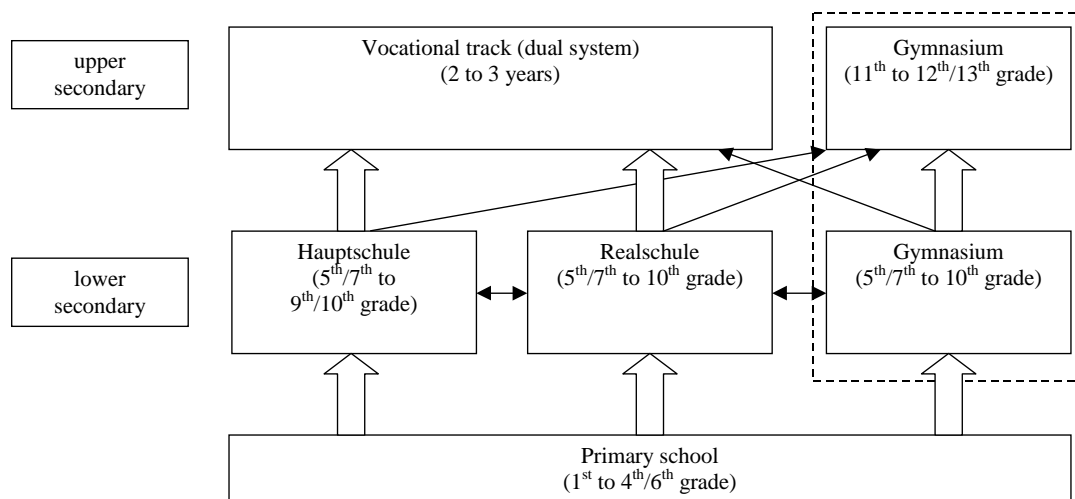 upper
secondary
Vocational track (dual system)
(2 to 3 years)
Gymnasium
(11th to 12th/13th grade)
lower
secondary
Hauptschule
(5th/7th to
9th/10th grade)
Realschule
(5th/7th to 10th grade)
Gymnasium
(5th/7th to 10th grade)
Primary school
(1st to 4th/6th grade)